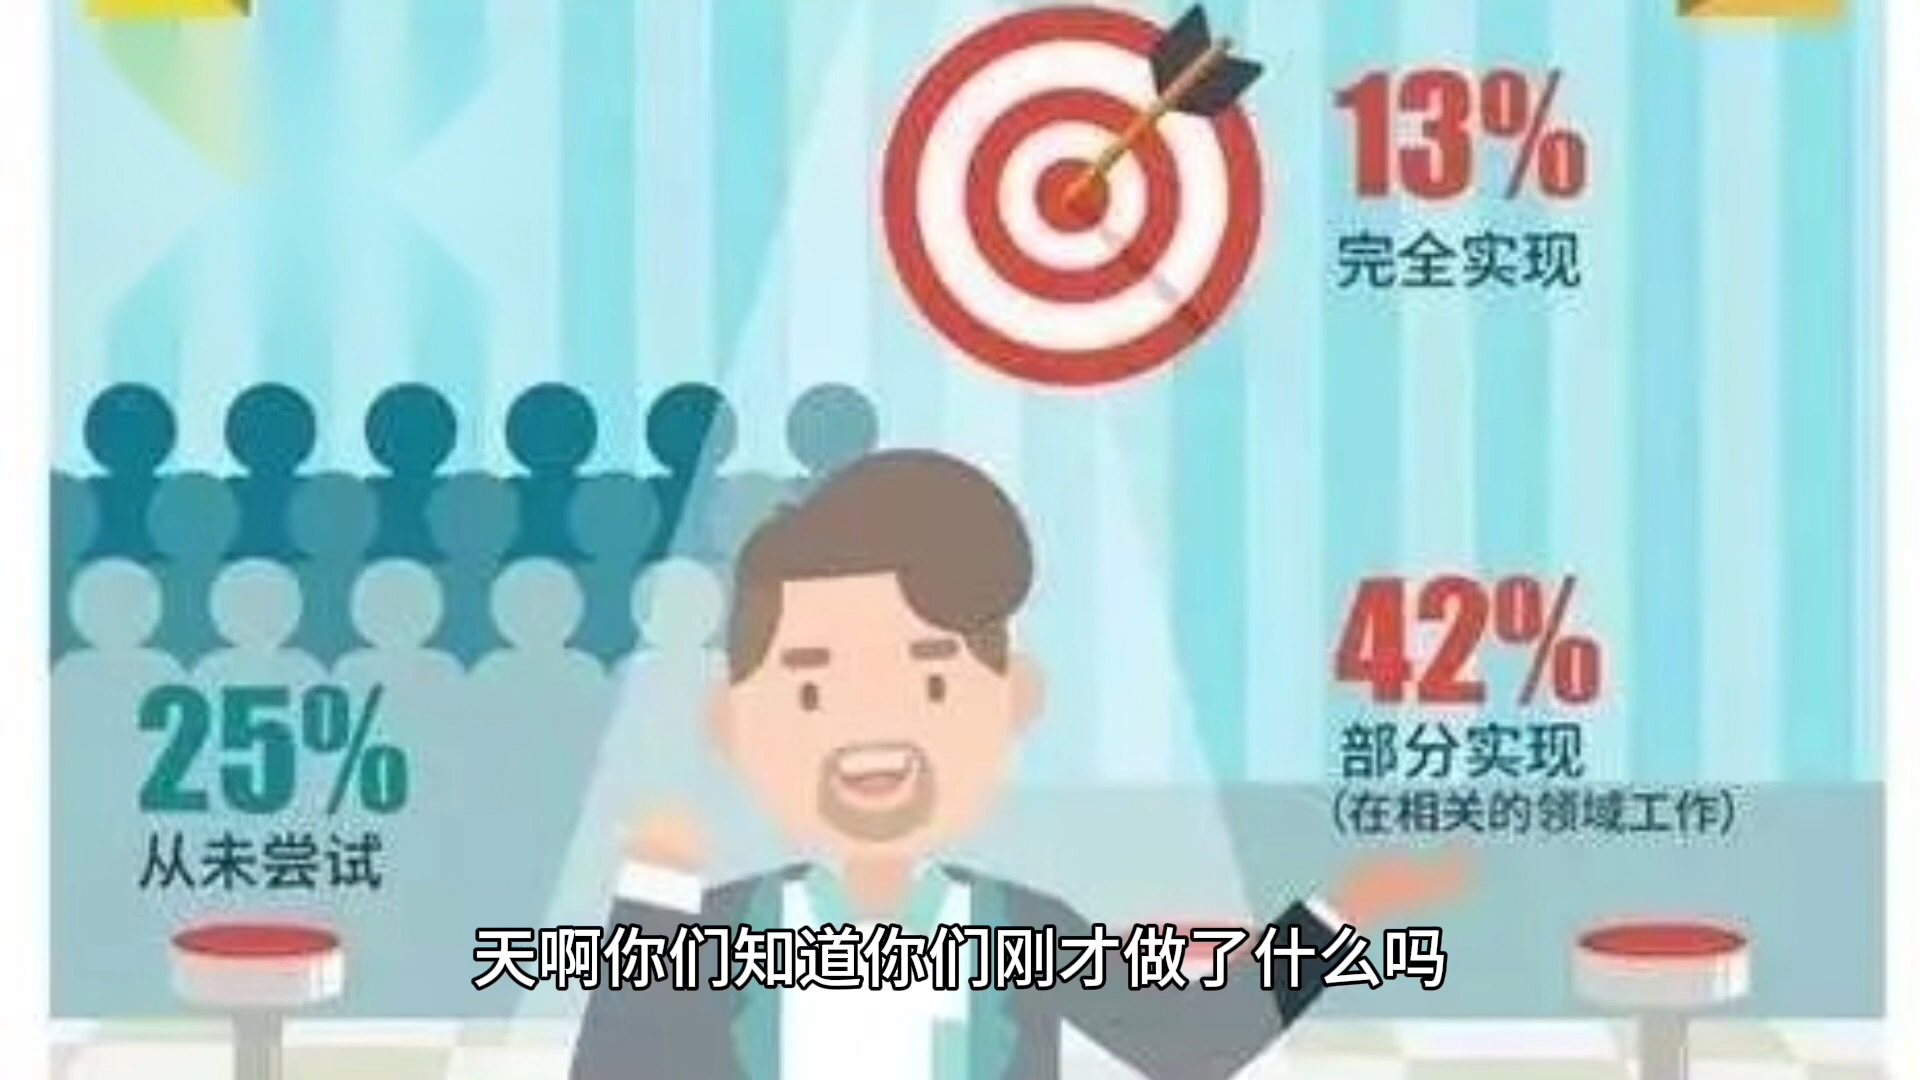 13%
完全实现
42%
部分实现
(在相关的领域工作)
25%
从未尝试
天啊你们知道你们刚才做了什么吗